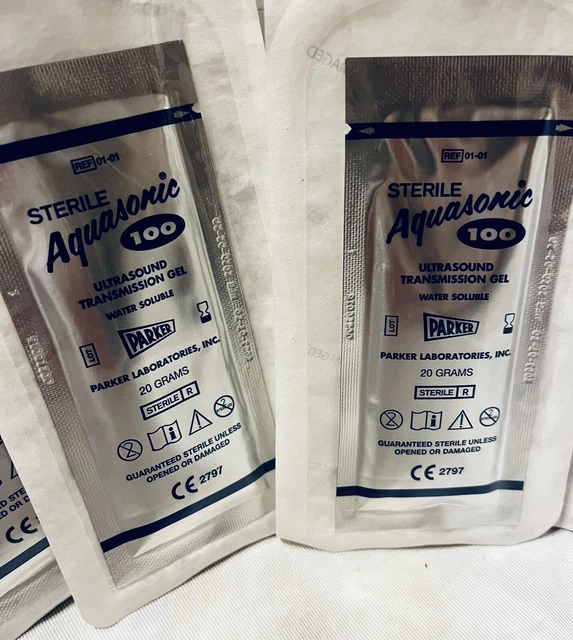 REF 01-01
STERILE
Aquasonic®
100
ULTRASOUND
TRANSMISSION GEL
WATER SOLUBLE
LOT
PARKER
PARKER LABORATORIES, INC.
20 GRAMS
STERILE R
GUARANTEED STERILE UNLESS
OPENED OR DAMAGED
CE 2797
REF 01-01
STERILE
Aquasonic®
100
ULTRASOUND
TRANSMISSION GEL
WATER SOLUBLE
LOT
PARKER
PARKER LABORATORIES, INC.
20 GRAMS
STERILE R
GUARANTEED STERILE UNLESS
OPENED OR DAMAGED
CE 2797
CE